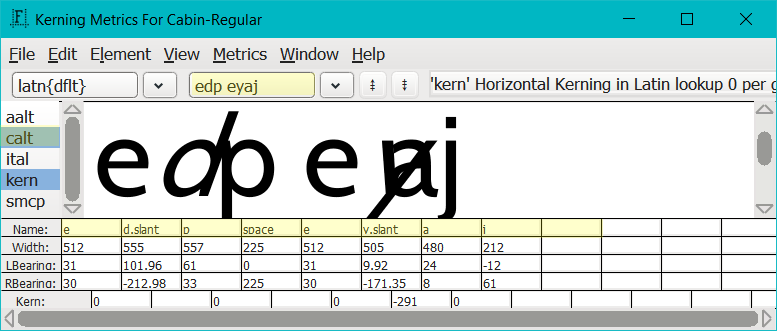 Kerning Metrics For Cabin-Regular
File Edit Element View Metrics Window Help
latn{dflt} edp eyaj 'kern' Horizontal Kerning in Latin lookup 0 per g
aalt
calt
ital
kern
smcp
edp eyaj
Name: e d.slant p space e y.slant a j
Width: 512 555 557 225 512 505 480 212
LBearing: 31 101.96 61 0 31 9.92 24 -12
RBearing: 30 -212.98 33 225 30 -171.35 8 61
Kern: 0 0 0 -291 0